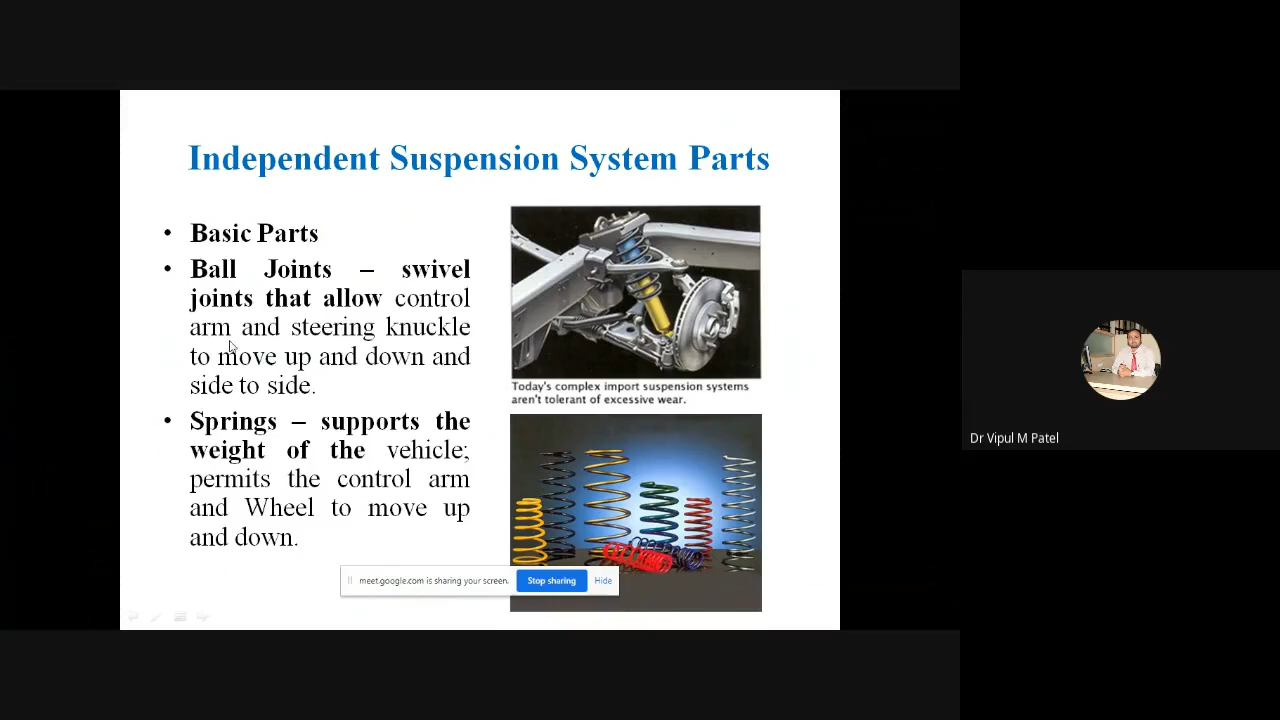 Independent Suspension System Parts
• Basic Parts
• Ball Joints – swivel
joints that allow control
arm and steering knuckle
to move up and down and
side to side.
• Springs – supports the
weight of the vehicle;
permits the control arm
and Wheel to move up
and down.
Today's complex import suspension systems
aren't tolerant of excessive wear.
meet.google.com is sharing your screen.
Stop sharing
Hide
Dr Vipul M Patel